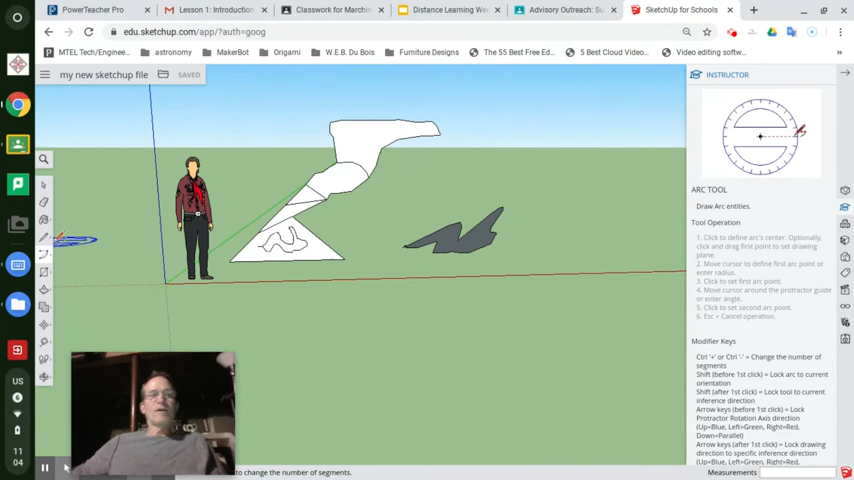 PowerTeacher Pro
Lesson 1: Introduction
Classwork for Marchin
Distance Learning We
Advisory Outreach: Su
SketchUp for Schools
edu.sketchup.com/app/?auth=goog
MTEL Tech/Engine...
astronomy
MakerBot
Origami
W.E.B. Du Bois
Furniture Designs
The 55 Best Free Ed...
5 Best Cloud Video...
Video editing sofw...
my new sketchup file
SAVED
INSTRUCTOR
ARC TOOL
Draw Arc entities.
Tool Operation
1. Click to define arc's center. Optionally,
click and drag first point to set drawing
plane.
2. Move cursor to define first arc point or
enter radius.
3. Click to set first arc point.
4. Move cursor around the protractor guide
or enter angle.
5. Click to set second arc point.
6. Esc = Cancel operation.
Modifier Keys
Ctrl '+' or Ctrl '-' = Change the number of
segments
Shift (before 1st click) = Lock arc to current
orientation
Shift (after 1st click) = Lock tool to current
inference direction
Arrow keys (before 1st click) = Lock
Protractor Rotation Axis direction
(Up=Blue, Left=Green, Right=Red,
Down=Parallel)
Arrow keys (after 1st click) = Lock drawing
direction to specific inference direction
(Up=Blue, Left=Green, Right=Red,
to change the number of segments.
Measurements
US
6
11
04